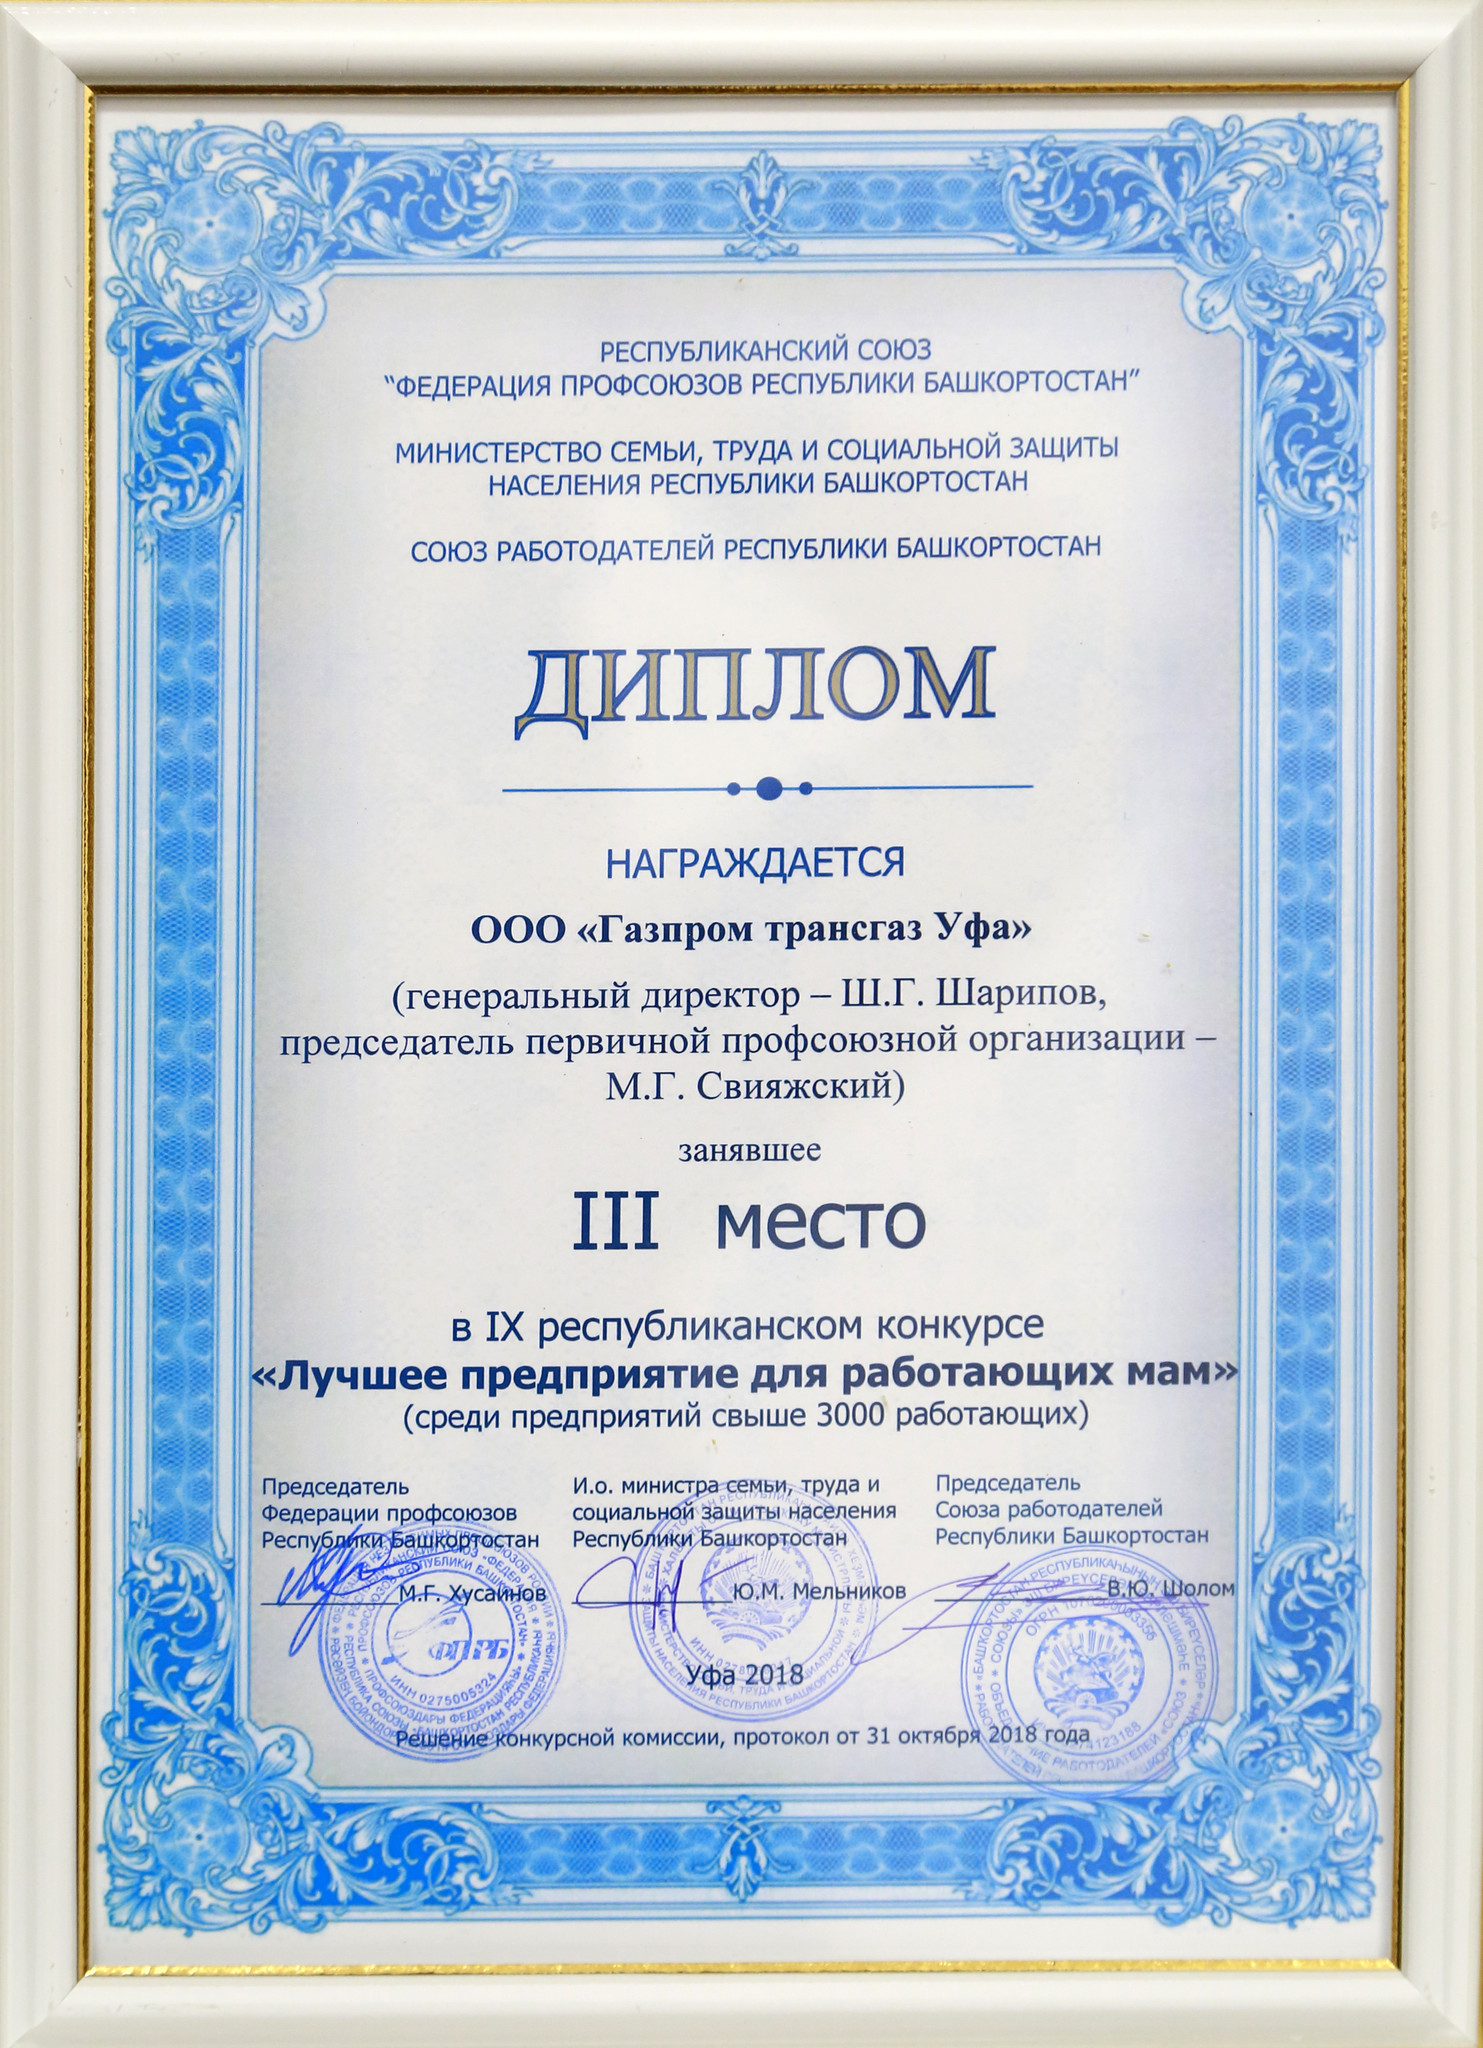 РЕСПУБЛИКАНСКИЙ СОЮЗ
“ФЕДЕРАЦИЯ ПРОФСОЮЗОВ РЕСПУБЛИКИ БАШКОРТОСТАН”
МИНИСТЕРСТВО СЕМЬИ, ТРУДА И СОЦИАЛЬНОЙ ЗАЩИТЫ
НАСЕЛЕНИЯ РЕСПУБЛИКИ БАШКОРТОСТАН
СОЮЗ РАБОТОДАТЕЛЕЙ РЕСПУБЛИКИ БАШКОРТОСТАН
ДИПЛОМ
НАГРАЖДАЕТСЯ
ООО «Газпром трансгаз Уфа»
(генеральный директор – Ш.Г. Шарипов,
председатель первичной профсоюзной организации –
М.Г. Свияжский)
занявшее
III место
в IX республиканском конкурсе
«Лучшее предприятие для работающих мам»
(среди предприятий свыше 3000 работающих)
Председатель
Федерации профсоюзов
Республики Башкортостан
М.Г. Хусаинов
И.о. министра семьи, труда и
социальной защиты населения
Республики Башкортостан
Ю.М. Мельников
Председатель
Союза работодателей
Республики Башкортостан
В.Ю. Шолом
ФПРБ
ИНН 0275005324
Уфа 2018
Решение конкурсной комиссии, протокол от 31 октября 2018 года